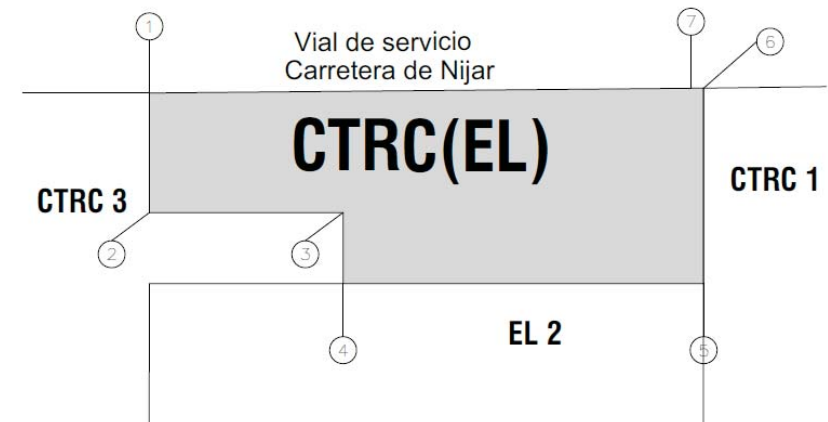 1
7
6
Vial de servicio
Carretera de Nijar
CTRC(EL)
CTRC 3
CTRC 1
2
3
EL 2
4
5